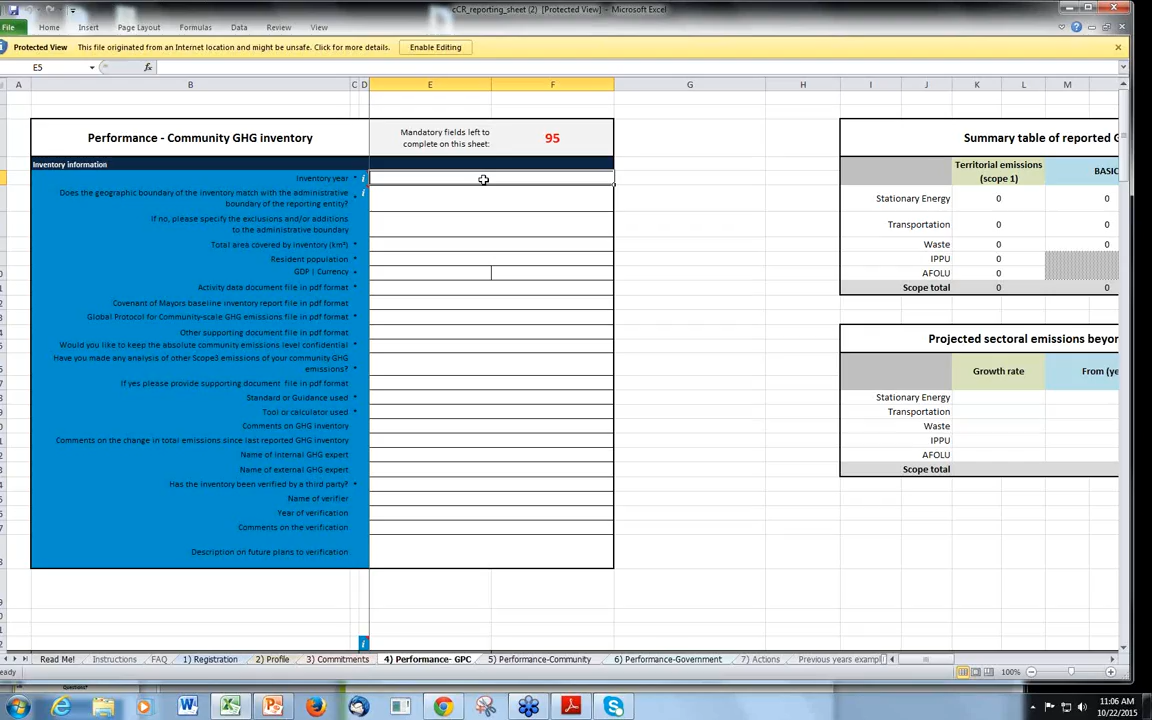 cCR_reporting_sheet (2) [Protected View] - Microsoft Excel
File Home Insert Page Layout Formulas Data Review View
Protected View This file originated from an Internet location and might be unsafe. Click for more details. Enable Editing
E5 fx
A B C D E F G H I J K L M
Performance - Community GHG inventory
Mandatory fields left to
complete on this sheet:
95
Inventory information
Inventory year * i
Does the geographic boundary of the inventory match with the administrative
boundary of the reporting entity? * i
If no, please specify the exclusions and/or additions
to the administrative boundary
Total area covered by inventory (km²) *
Resident population *
GDP | Currency *
Activity data document file in pdf format
Covenant of Mayors baseline inventory report file in pdf format
Global Protocol for Community-scale GHG emissions file in pdf format
Other supporting document file in pdf format
Would you like to keep the absolute community emissions level confidential *
Have you made any analysis of other Scope3 emissions of your community GHG
emissions? *
If yes please provide supporting document file in pdf format
Standard or Guidance used *
Tool or calculator used *
Comments on GHG inventory
Comments on the change in total emissions since last reported GHG inventory
Name of internal GHG expert
Name of external GHG expert
Has the inventory been verified by a third party? *
Name of verifier
Year of verification
Comments on the verification
Description on future plans to verification
i
Summary table of reported G
Territorial emissions
(scope 1)
BASIC
Stationary Energy 0 0
Transportation 0 0
Waste 0 0
IPPU 0
AFOLU 0
Scope total 0 0
Projected sectoral emissions beyor
Growth rate From (ye
Stationary Energy
Transportation
Waste
IPPU
AFOLU
Scope total
Read Me! Instructions FAQ 1) Registration 2) Profile 3) Commitments 4) Performance- GPC 5) Performance-Community 6) Performance-Government 7) Actions Previous years exampl
eady 100%
Questions?
11:06 AM
10/22/2015